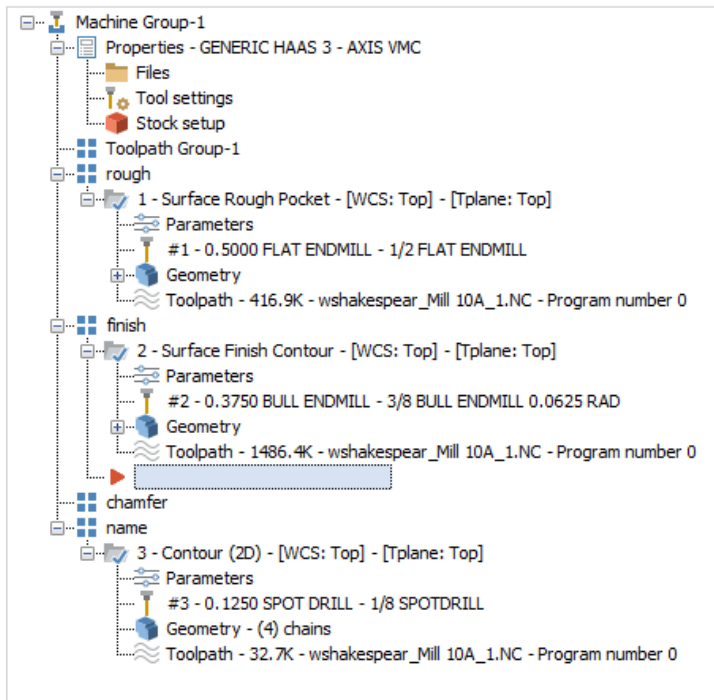 Machine Group-1
Properties - GENERIC HAAS 3 - AXIS VMC
Files
Tool settings
Stock setup
Toolpath Group-1
rough
1 - Surface Rough Pocket - [WCS: Top] - [Tplane: Top]
Parameters
#1 - 0.5000 FLAT ENDMILL - 1/2 FLAT ENDMILL
Geometry
Toolpath - 416.9K - wshakespear_Mill 10A_1.NC - Program number 0
finish
2 - Surface Finish Contour - [WCS: Top] - [Tplane: Top]
Parameters
#2 - 0.3750 BULL ENDMILL - 3/8 BULL ENDMILL 0.0625 RAD
Geometry
Toolpath - 1486.4K - wshakespear_Mill 10A_1.NC - Program number 0
chamfer
name
3 - Contour (2D) - [WCS: Top] - [Tplane: Top]
Parameters
#3 - 0.1250 SPOT DRILL - 1/8 SPOTDRILL
Geometry - (4) chains
Toolpath - 32.7K - wshakespear_Mill 10A_1.NC - Program number 0